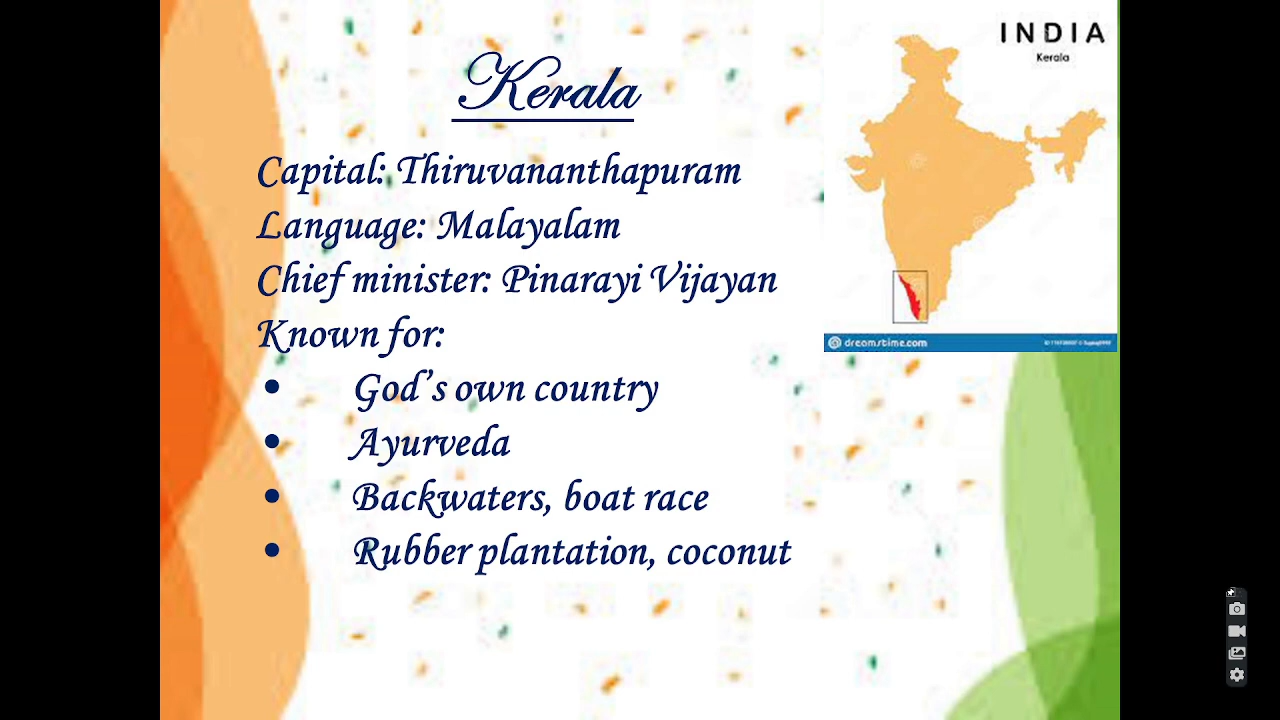 Kerala
Capital: Thiruvananthapuram
Language: Malayalam
Chief minister: Pinarayi Vijayan
Known for:
• God's own country
• Ayurveda
• Backwaters, boat race
• Rubber plantation, coconut
INDIA
Kerala
dreamstime.com